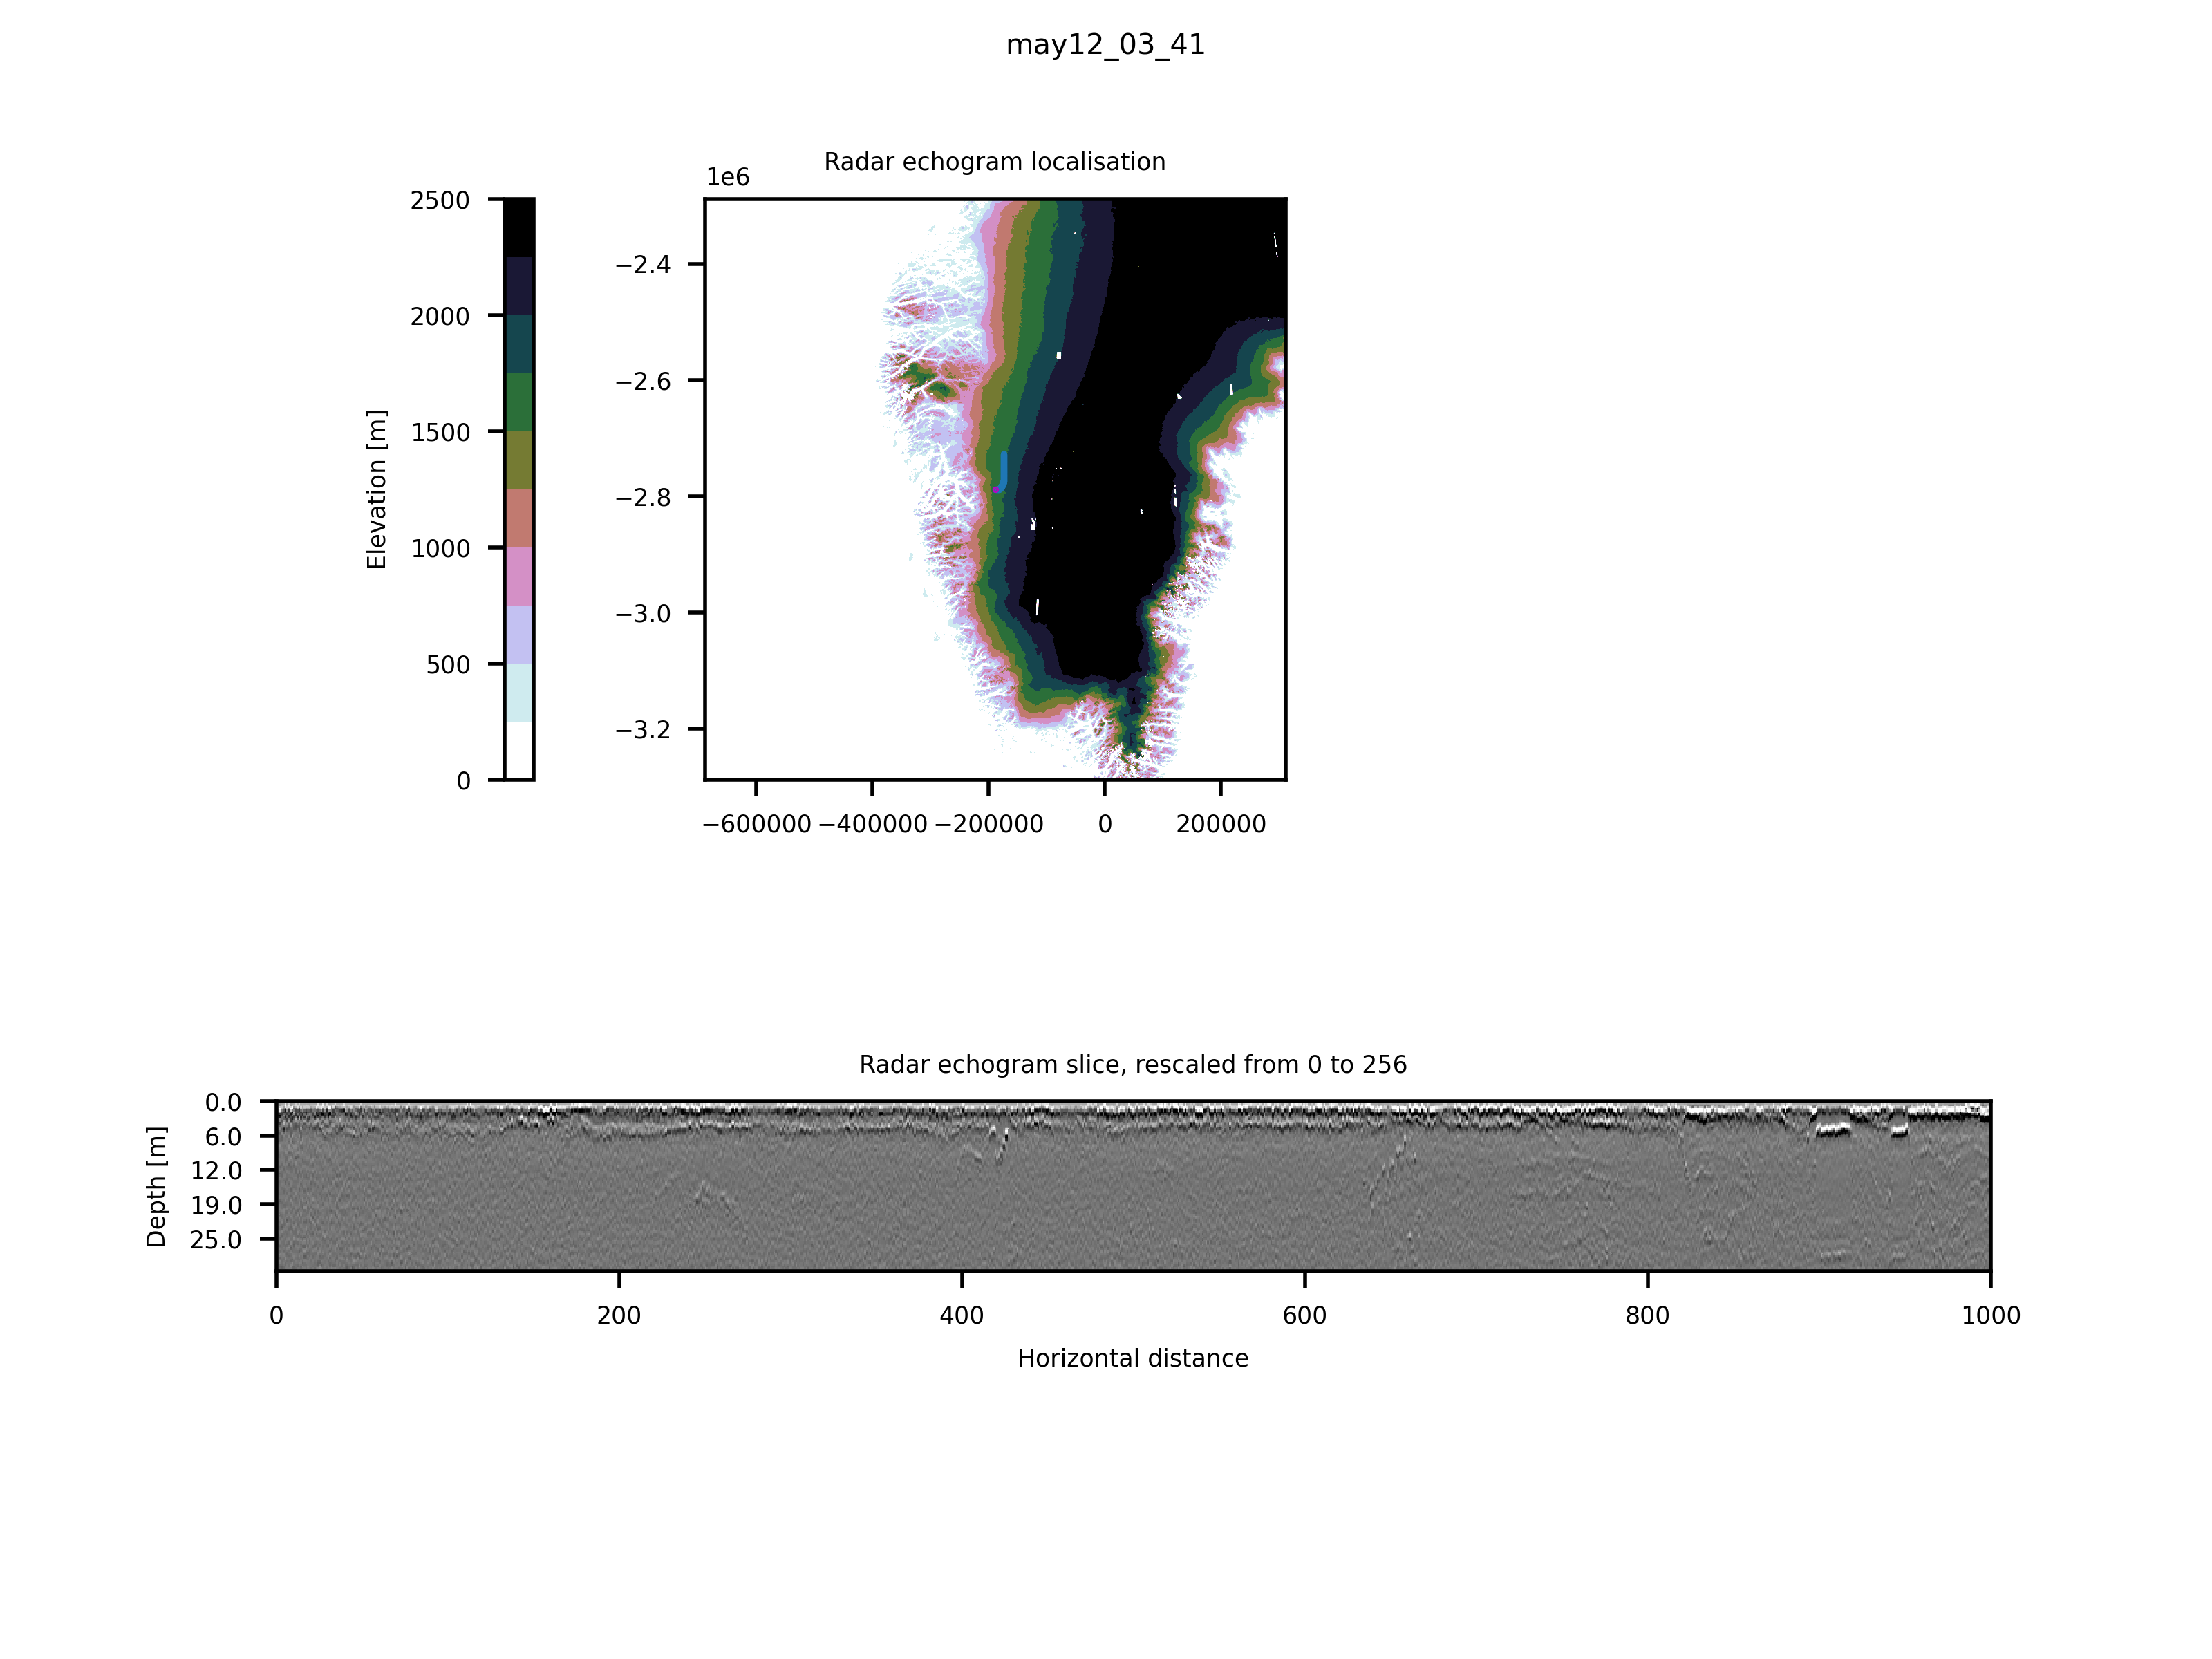 may12_03_41
Radar echogram localisation
1e6
2500
2000
1500
1000
500
0
Elevation [m]
−2.4
−2.6
−2.8
−3.0
−3.2
−600000 −400000 −200000 0 200000
Radar echogram slice, rescaled from 0 to 256
0.0
6.0
12.0
19.0
25.0
Depth [m]
0 200 400 600 800 1000
Horizontal distance